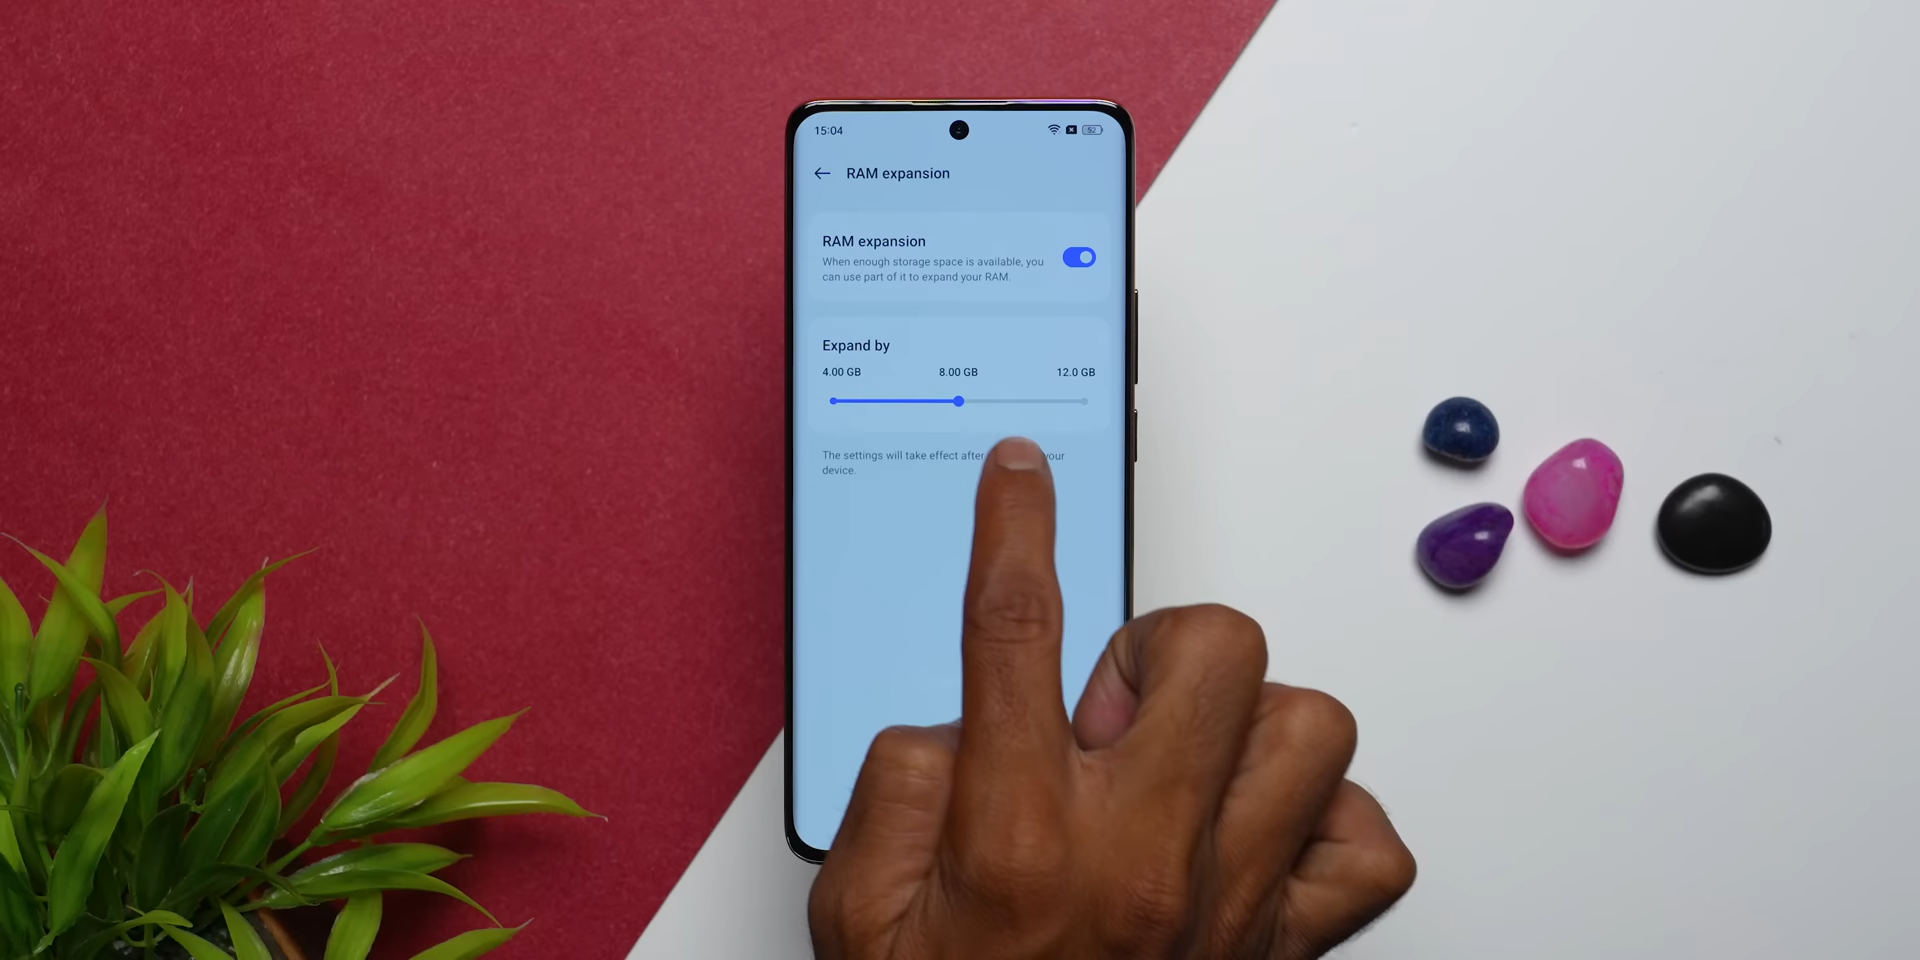 15:04
52
RAM expansion
RAM expansion
When enough storage space is available, you
can use part of it to expand your RAM.
Expand by
4.00 GB 8.00 GB 12.0 GB
The settings will take effect after your
device.